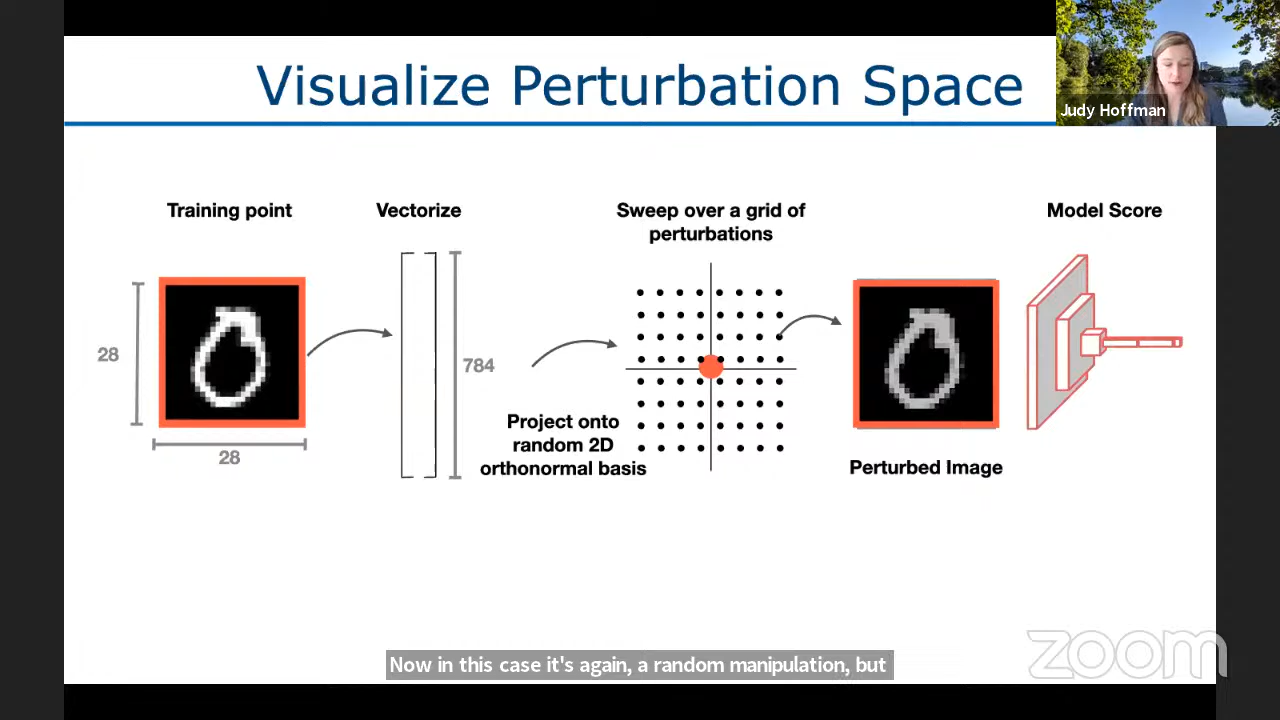 Visualize Perturbation Space
Judy Hoffman
Training point
Vectorize
Sweep over a grid of
perturbations
Model Score
28
784
Project onto
random 2D
orthonormal basis
28
Perturbed Image
Now in this case it's again, a random manipulation, but
zoom